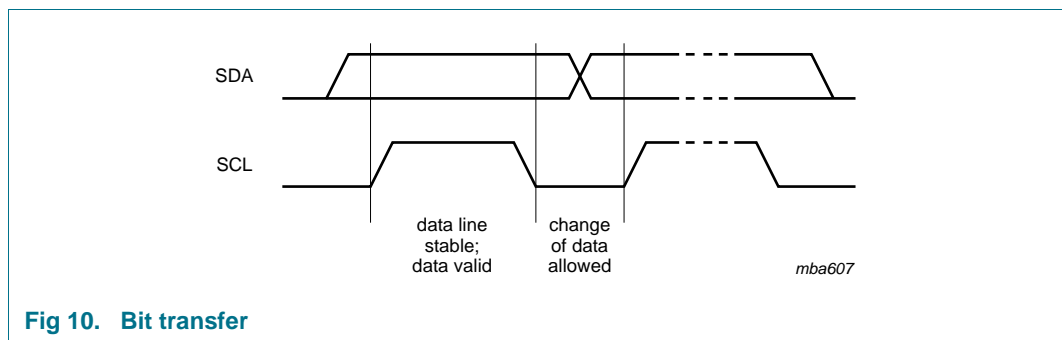 SDA
SCL
data line
stable;
data valid
change
of data
allowed
mba607
Fig 10. Bit transfer